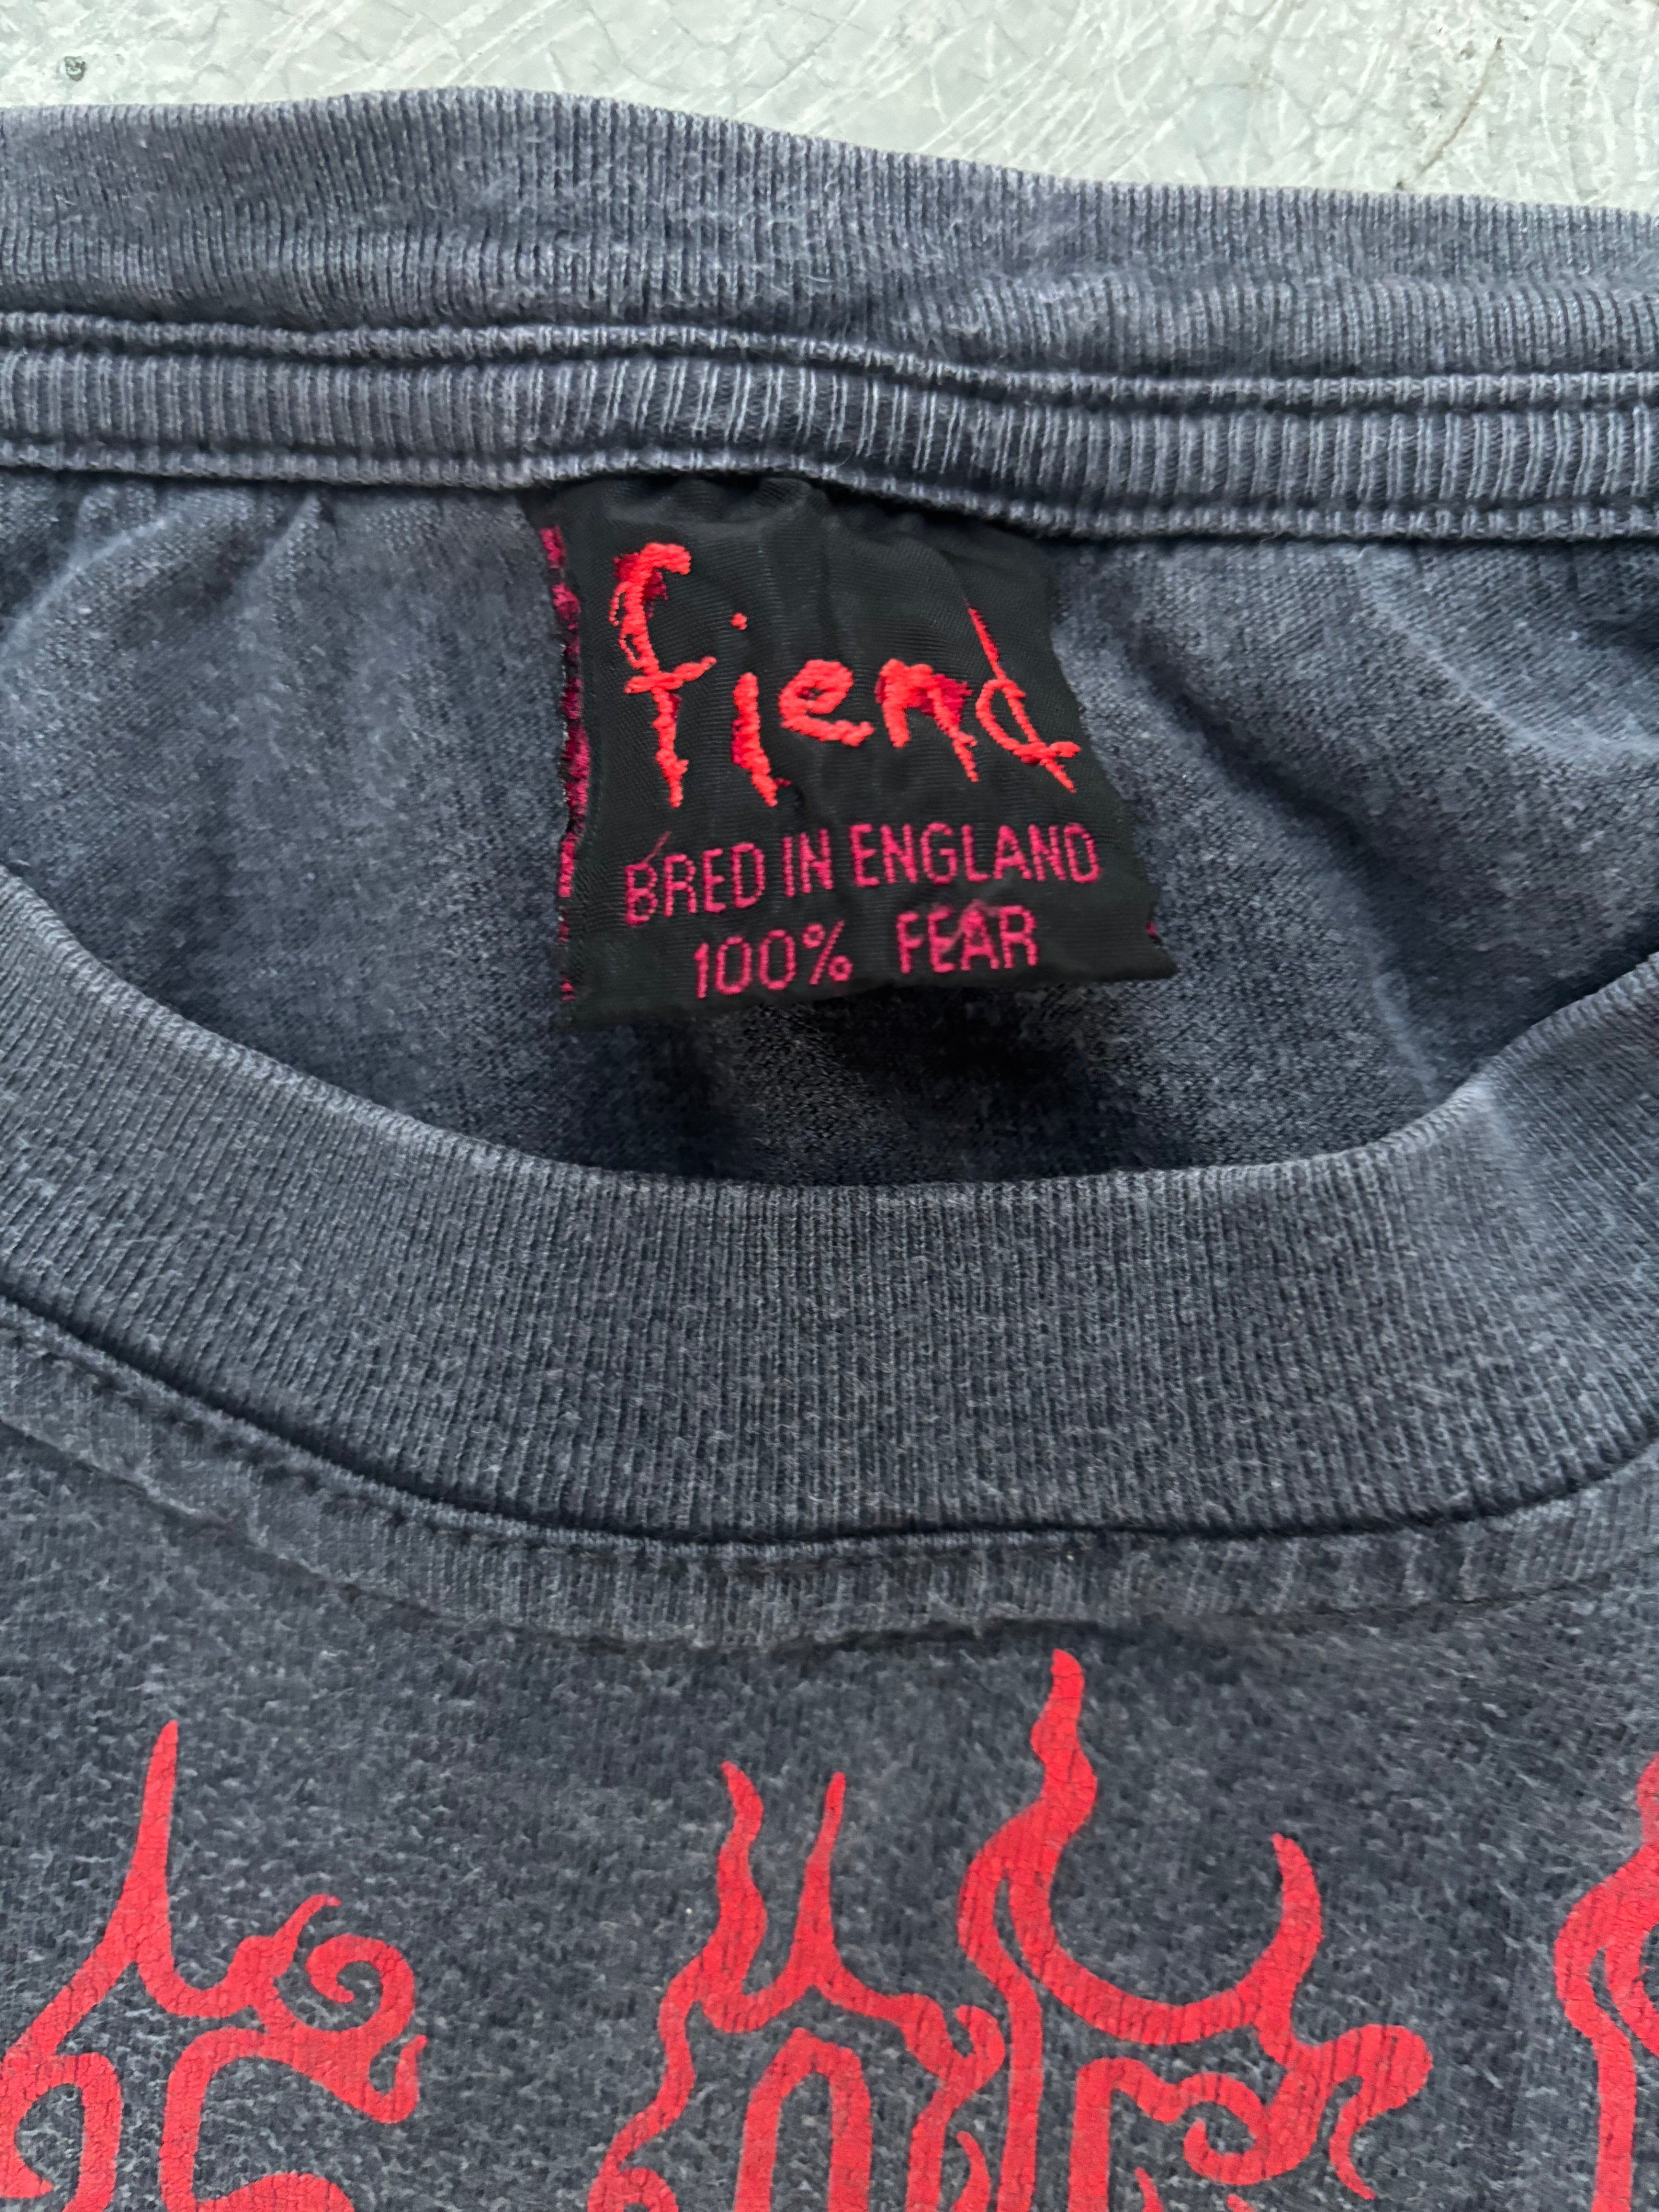 fiend
BRED IN ENGLAND
100% FEAR